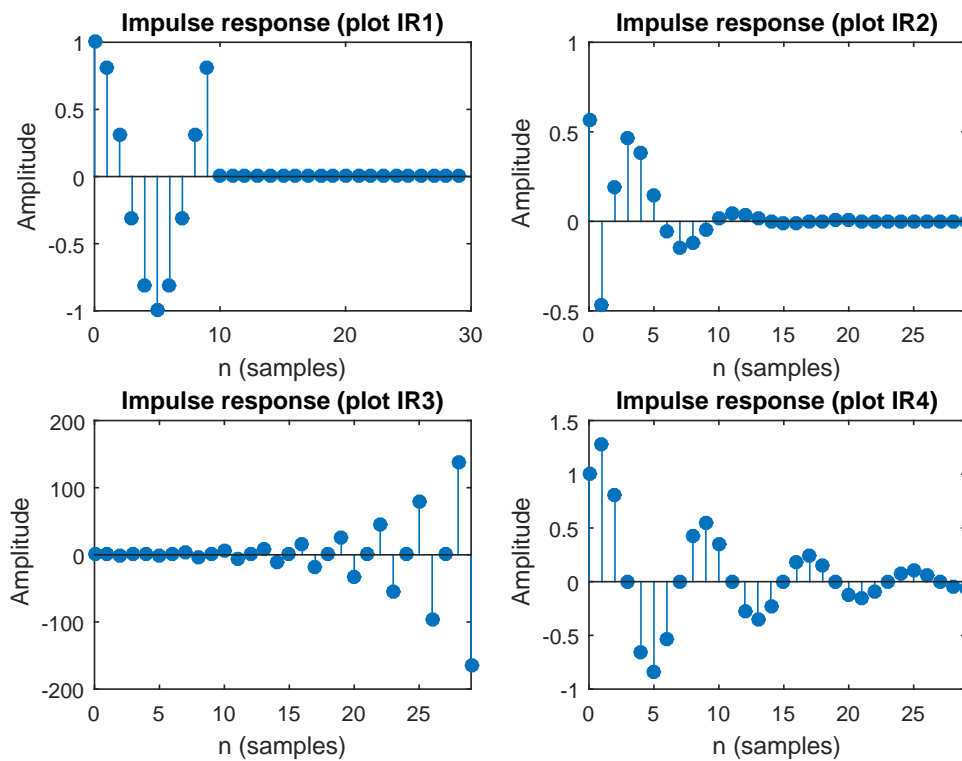 Impulse response (plot IR1)
1
0.5
0
-0.5
-1
Amplitude
0 10 20 30
n (samples)
Impulse response (plot IR2)
1
0.5
0
-0.5
Amplitude
0 5 10 15 20 25
n (samples)
Impulse response (plot IR3)
200
100
0
-100
-200
Amplitude
0 5 10 15 20 25
n (samples)
Impulse response (plot IR4)
1.5
1
0.5
0
-0.5
-1
Amplitude
0 5 10 15 20 25
n (samples)